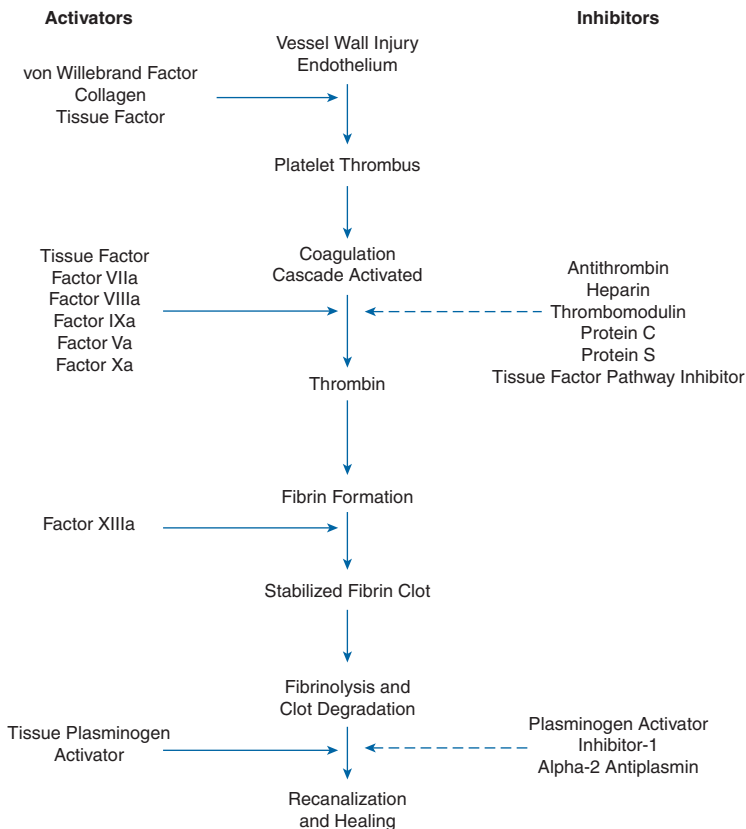 Activators
Inhibitors
Vessel Wall Injury
Endothelium
von Willebrand Factor
Collagen
Tissue Factor
Platelet Thrombus
Coagulation
Cascade Activated
Tissue Factor
Factor VIIa
Factor VIIIa
Factor IXa
Factor Va
Factor Xa
Antithrombin
Heparin
Thrombomodulin
Protein C
Protein S
Tissue Factor Pathway Inhibitor
Thrombin
Fibrin Formation
Factor XIIIa
Stabilized Fibrin Clot
Fibrinolysis and
Clot Degradation
Tissue Plasminogen
Activator
Plasminogen Activator
Inhibitor-1
Alpha-2 Antiplasmin
Recanalization
and Healing